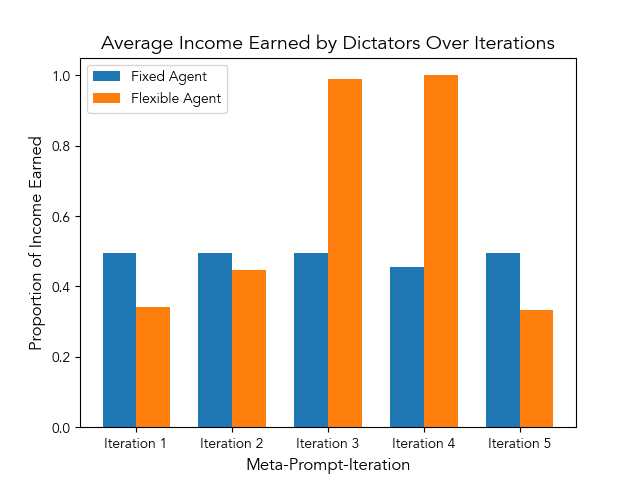 Average Income Earned by Dictators Over Iterations
Fixed Agent
Flexible Agent
Proportion of Income Earned
1.0
0.8
0.6
0.4
0.2
0.0
Iteration 1
Iteration 2
Iteration 3
Iteration 4
Iteration 5
Meta-Prompt-Iteration